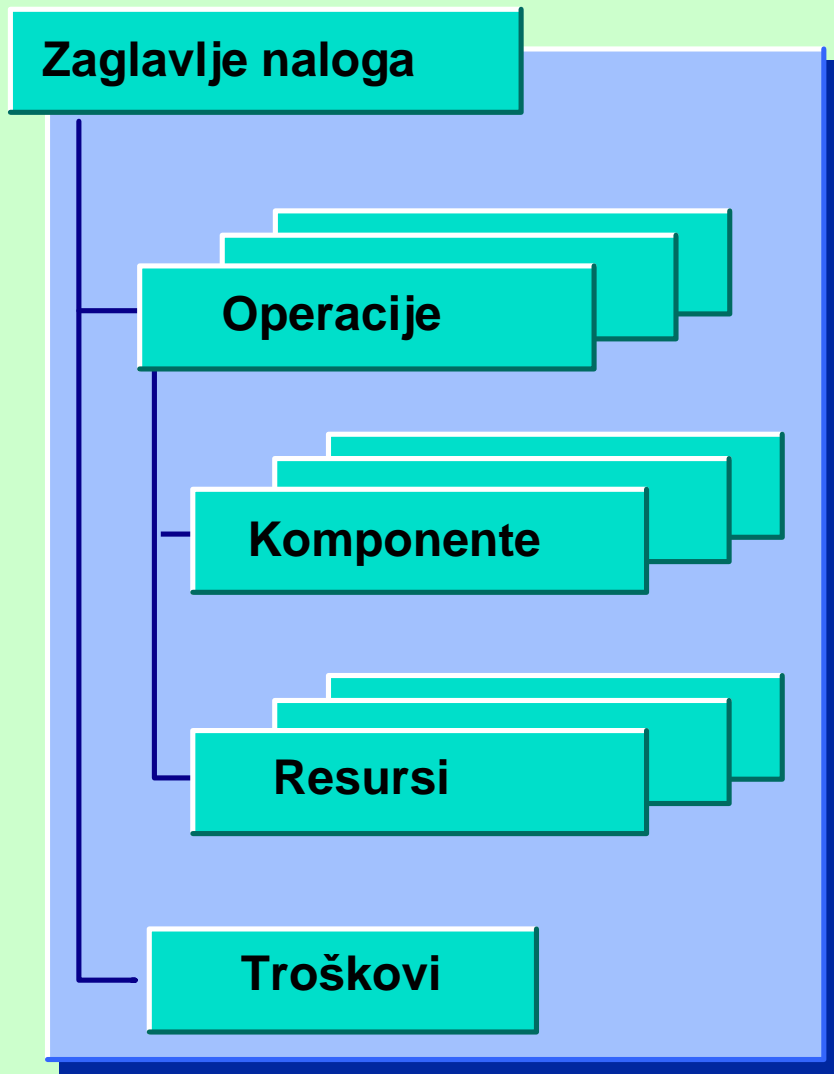 Zaglavlje naloga
Operacije
Komponente
Resursi
Troškovi